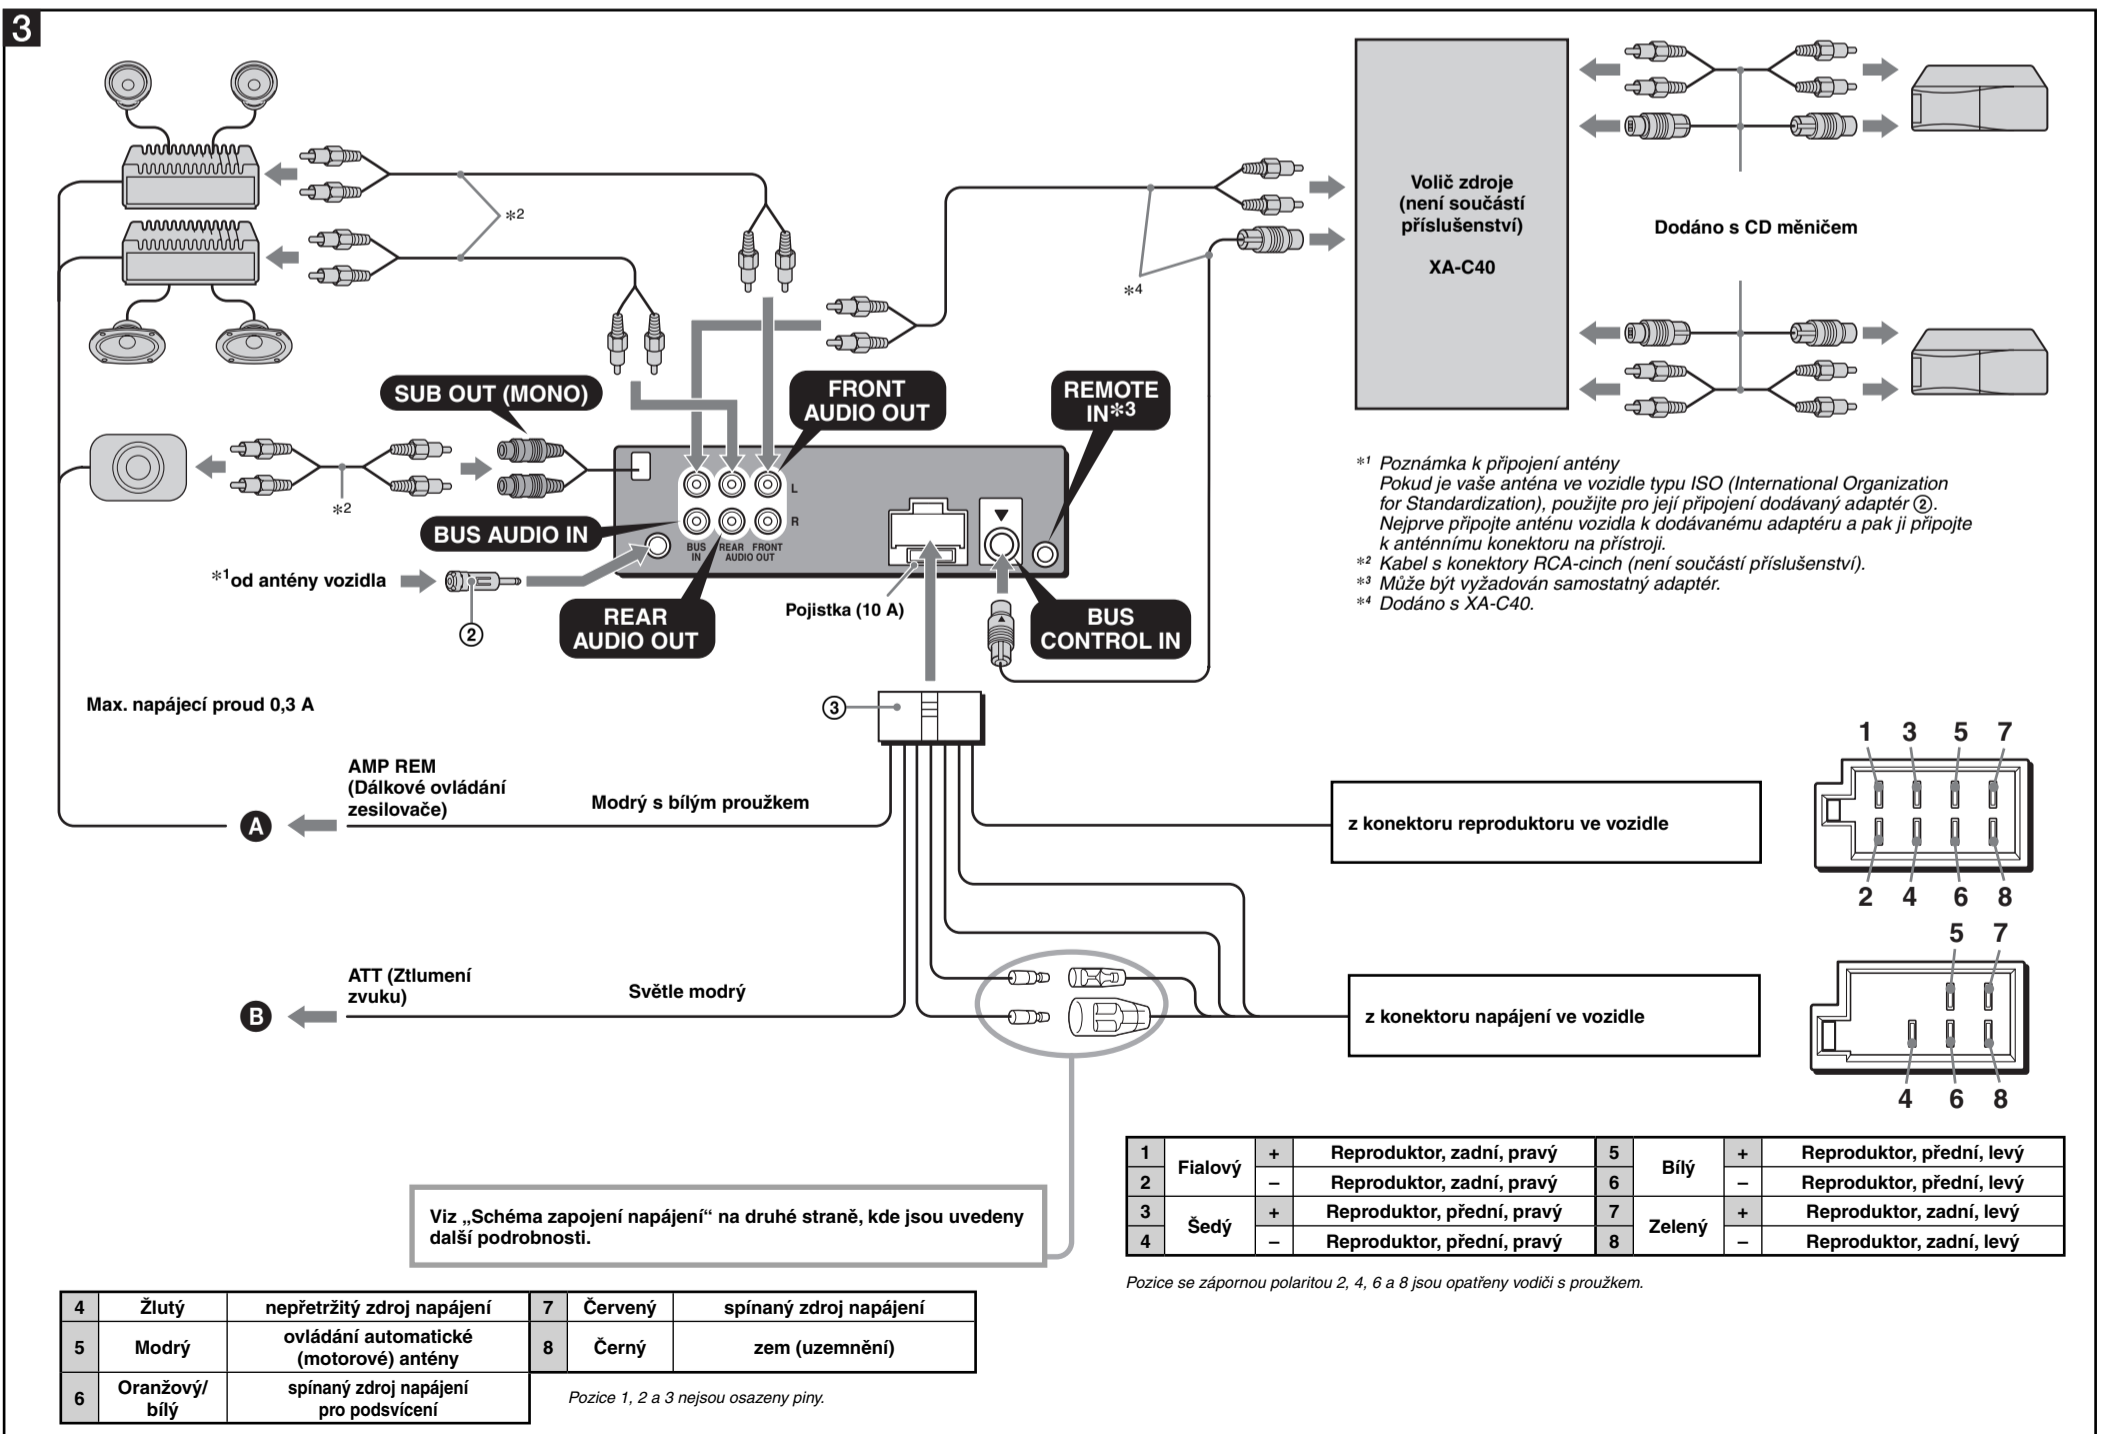 3
*2
SUB OUT (MONO)
FRONT
AUDIO OUT
REMOTE
IN*3
*4
Volič zdroje
(není součástí
příslušenství)
XA-C40
Dodáno s CD měničem
*2
BUS AUDIO IN
L
R
BUS
IN
REAR
FRONT
AUDIO OUT
*1od antény vozidla
2
REAR
AUDIO OUT
Pojistka (10 A)
BUS
CONTROL IN
*1 Poznámka k připojení antény
Pokud je vaše anténa ve vozidle typu ISO (International Organization
for Standardization), použijte pro její připojení dodávaný adaptér ②.
Nejprve připojte anténu vozidla k dodávanému adaptéru a pak ji připojte
k anténnímu konektoru na přístroji.
*2 Kabel s konektory RCA-cinch (není součástí příslušenství).
*3 Může být vyžadován samostatný adaptér.
*4 Dodáno s XA-C40.
Max. napájecí proud 0,3 A
3
AMP REM
(Dálkové ovládání
zesilovače)
Modrý s bílým proužkem
A
z konektoru reproduktoru ve vozidle
1 3 5 7
2 4 6 8
ATT (Ztlumení
zvuku)
Světle modrý
B
z konektoru napájení ve vozidle
5 7
4 6 8
Viz „Schéma zapojení napájení“ na druhé straně, kde jsou uvedeny
další podrobnosti.
1 Fialový + Reproduktor, zadní, pravý 5 Bílý + Reproduktor, přední, levý
2 – Reproduktor, zadní, pravý 6 – Reproduktor, přední, levý
3 Šedý + Reproduktor, přední, pravý 7 Zelený + Reproduktor, zadní, levý
4 – Reproduktor, přední, pravý 8 – Reproduktor, zadní, levý
Pozice se zápornou polaritou 2, 4, 6 a 8 jsou opatřeny vodiči s proužkem.
4 Žlutý nepřetržitý zdroj napájení 7 Červený spínaný zdroj napájení
5 Modrý ovládání automatické
(motorové) antény
8 Černý zem (uzemnění)
6 Oranžový/
bílý
spínaný zdroj napájení
pro podsvícení
Pozice 1, 2 a 3 nejsou osazeny piny.